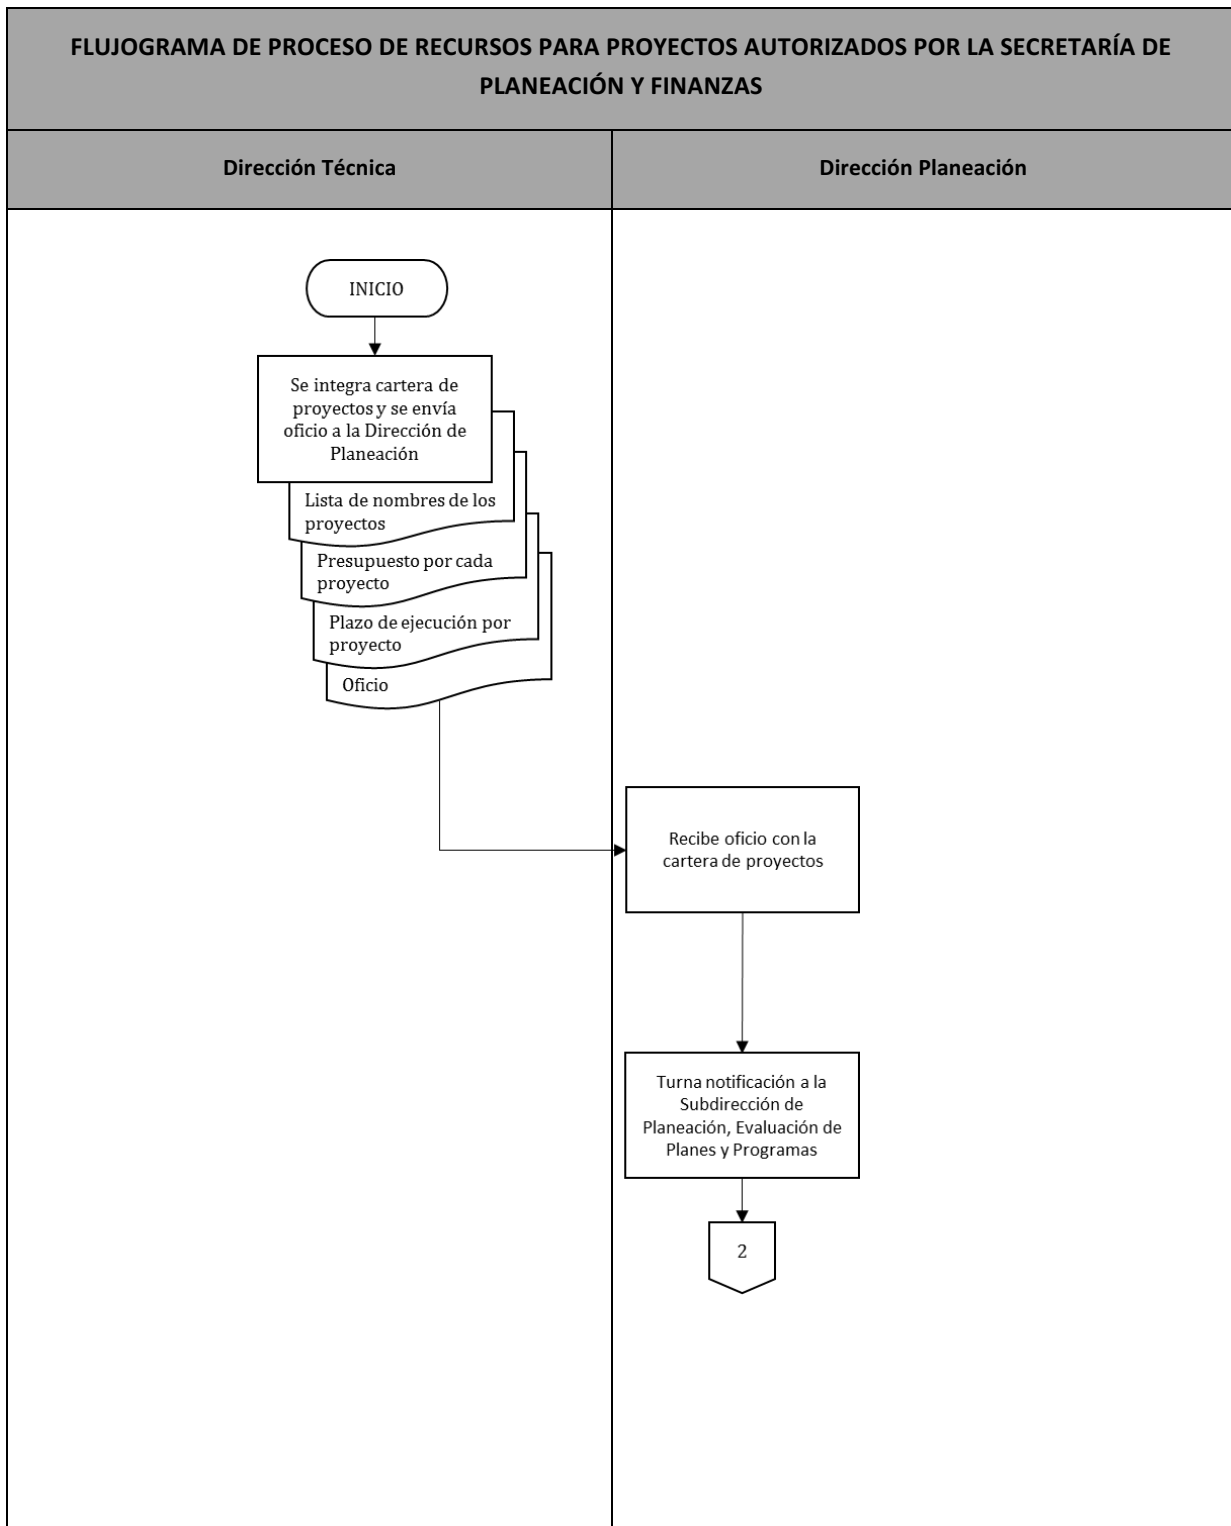 FLUJOGRAMA DE PROCESO DE RECURSOS PARA PROYECTOS AUTORIZADOS POR LA SECRETARÍA DE
PLANEACIÓN Y FINANZAS
Dirección Técnica
Dirección Planeación
INICIO
Se integra cartera de
proyectos y se envía
oficio a la Dirección de
Planeación
Lista de nombres de los
proyectos
Presupuesto por cada
proyecto
Plazo de ejecución por
proyecto
Oficio
Recibe oficio con la
cartera de proyectos
Turna notificación a la
Subdirección de
Planeación, Evaluación de
Planes y Programas
2